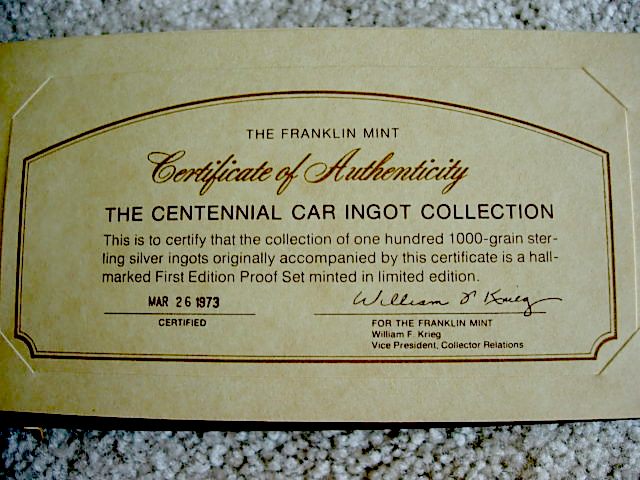 THE FRANKLIN MINT
Certificate of Authenticity
THE CENTENNIAL CAR INGOT COLLECTION
This is to certify that the collection of one hundred 1000-grain ster-
ling silver ingots originally accompanied by this certificate is a hall-
marked First Edition Proof Set minted in limited edition.
MAR 26 1973
William F Krieg
CERTIFIED
FOR THE FRANKLIN MINT
William F. Krieg
Vice President, Collector Relations